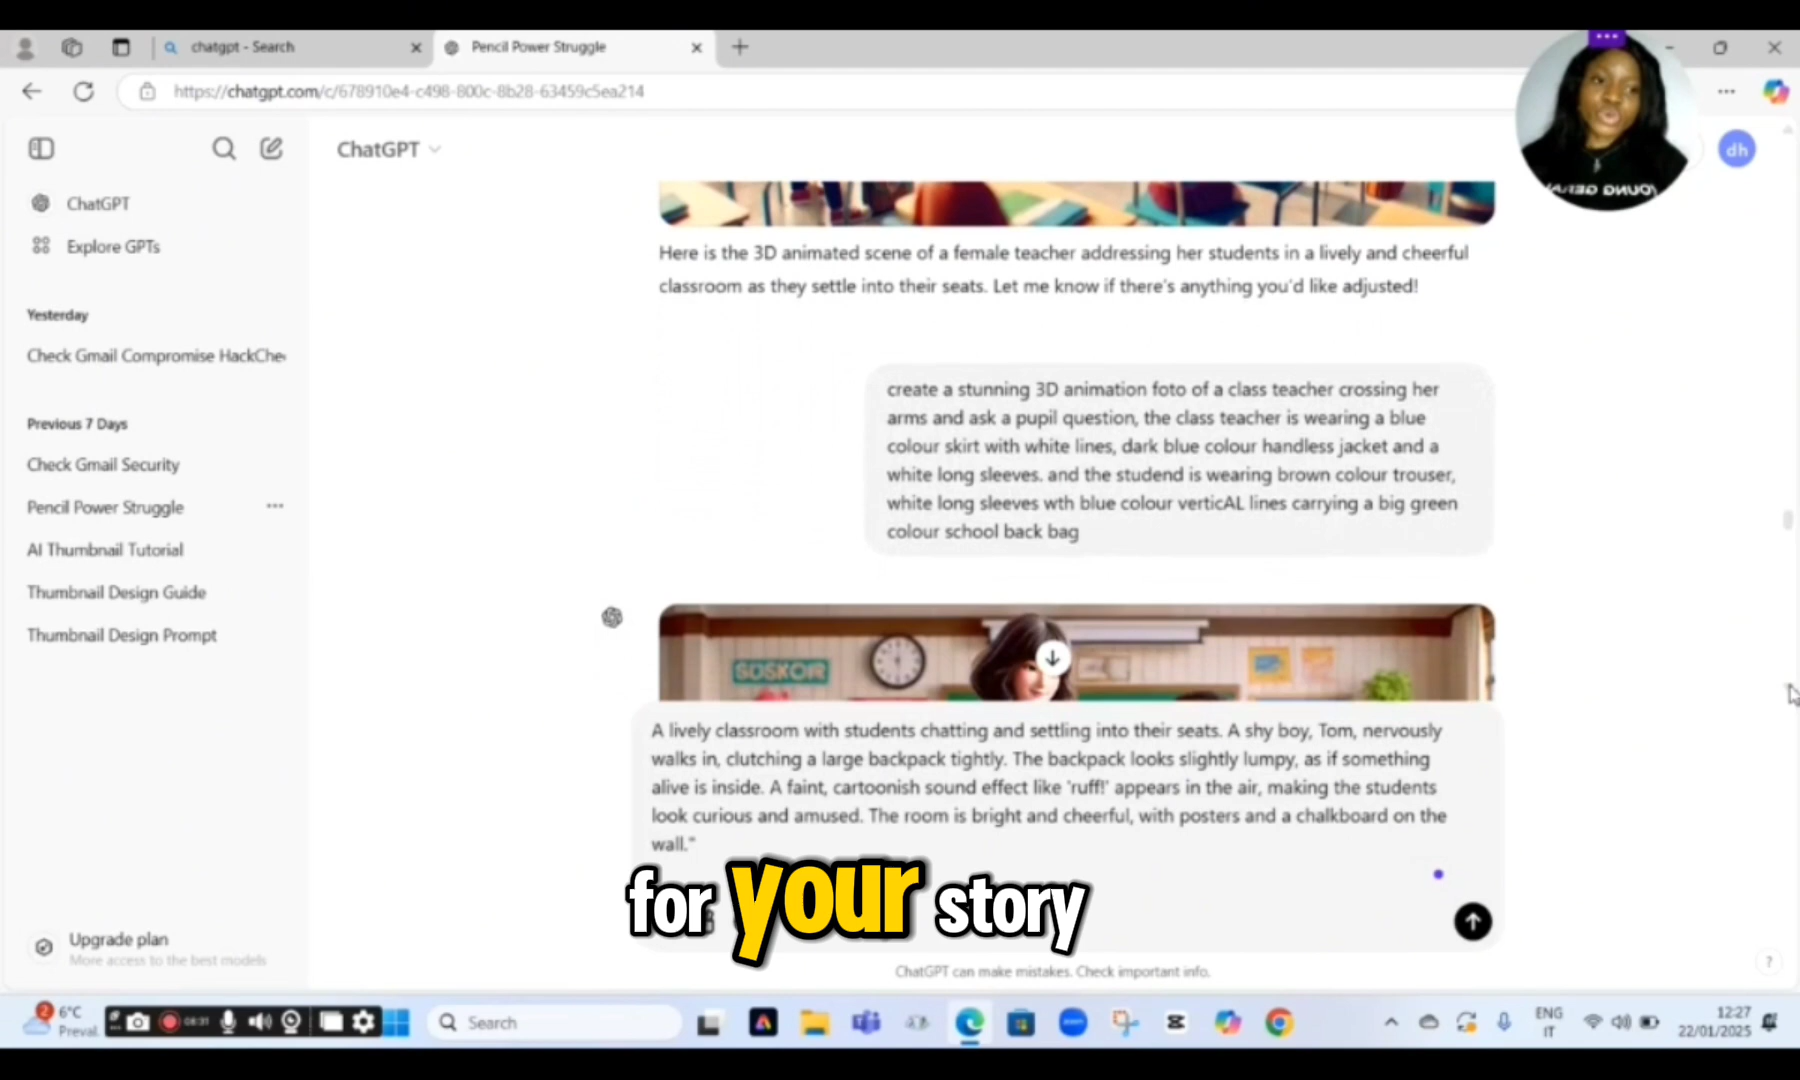 chatgpt - Search
Pencil Power Struggle
https://chatgpt.com/c/678910e4-c498-800c-8b28-63459c5ea214
dh
ChatGPT
ChatGPT
Explore GPTs
Yesterday
Check Gmail Compromise HackChe
Previous 7 Days
Check Gmail Security
Pencil Power Struggle
AI Thumbnail Tutorial
Thumbnail Design Guide
Thumbnail Design Prompt
Upgrade plan
More access to the best models
Here is the 3D animated scene of a female teacher addressing her students in a lively and cheerful
classroom as they settle into their seats. Let me know if there's anything you'd like adjusted!
create a stunning 3D animation foto of a class teacher crossing her
arms and ask a pupil question, the class teacher is wearing a blue
colour skirt with white lines, dark blue colour handless jacket and a
white long sleeves. and the studend is wearing brown colour trouser,
white long sleeves wth blue colour verticAL lines carrying a big green
colour school back bag
SUSKOIR
A lively classroom with students chatting and settling into their seats. A shy boy, Tom, nervously
walks in, clutching a large backpack tightly. The backpack looks slightly lumpy, as if something
alive is inside. A faint, cartoonish sound effect like 'ruff!' appears in the air, making the students
look curious and amused. The room is bright and cheerful, with posters and a chalkboard on the
wall."
for your story
ChatGPT can make mistakes. Check important info.
?
2
6°C
Preval
08:31
Search
ENG
IT
12:27
22/01/2025